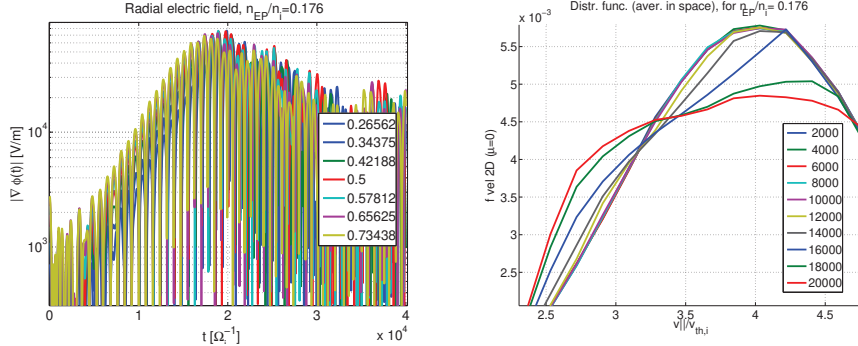 Radial electric field, n_EP/n_i=0.176
|∇ ϕ(t)| [V/m]
10^4
10^3
0.26562
0.34375
0.42188
0.5
0.57812
0.65625
0.73438
0 1 2 3 4
t [Ω_i^-1]
x 10^4
Distr. func. (aver. in space), for n_EP/n_i = 0.176
x 10^-3
f vel 2D (μ=0)
5.5
5
4.5
4
3.5
3
2.5
2000
4000
6000
8000
10000
12000
14000
16000
18000
20000
2.5 3 3.5 4 4.5
v||/v_th,i